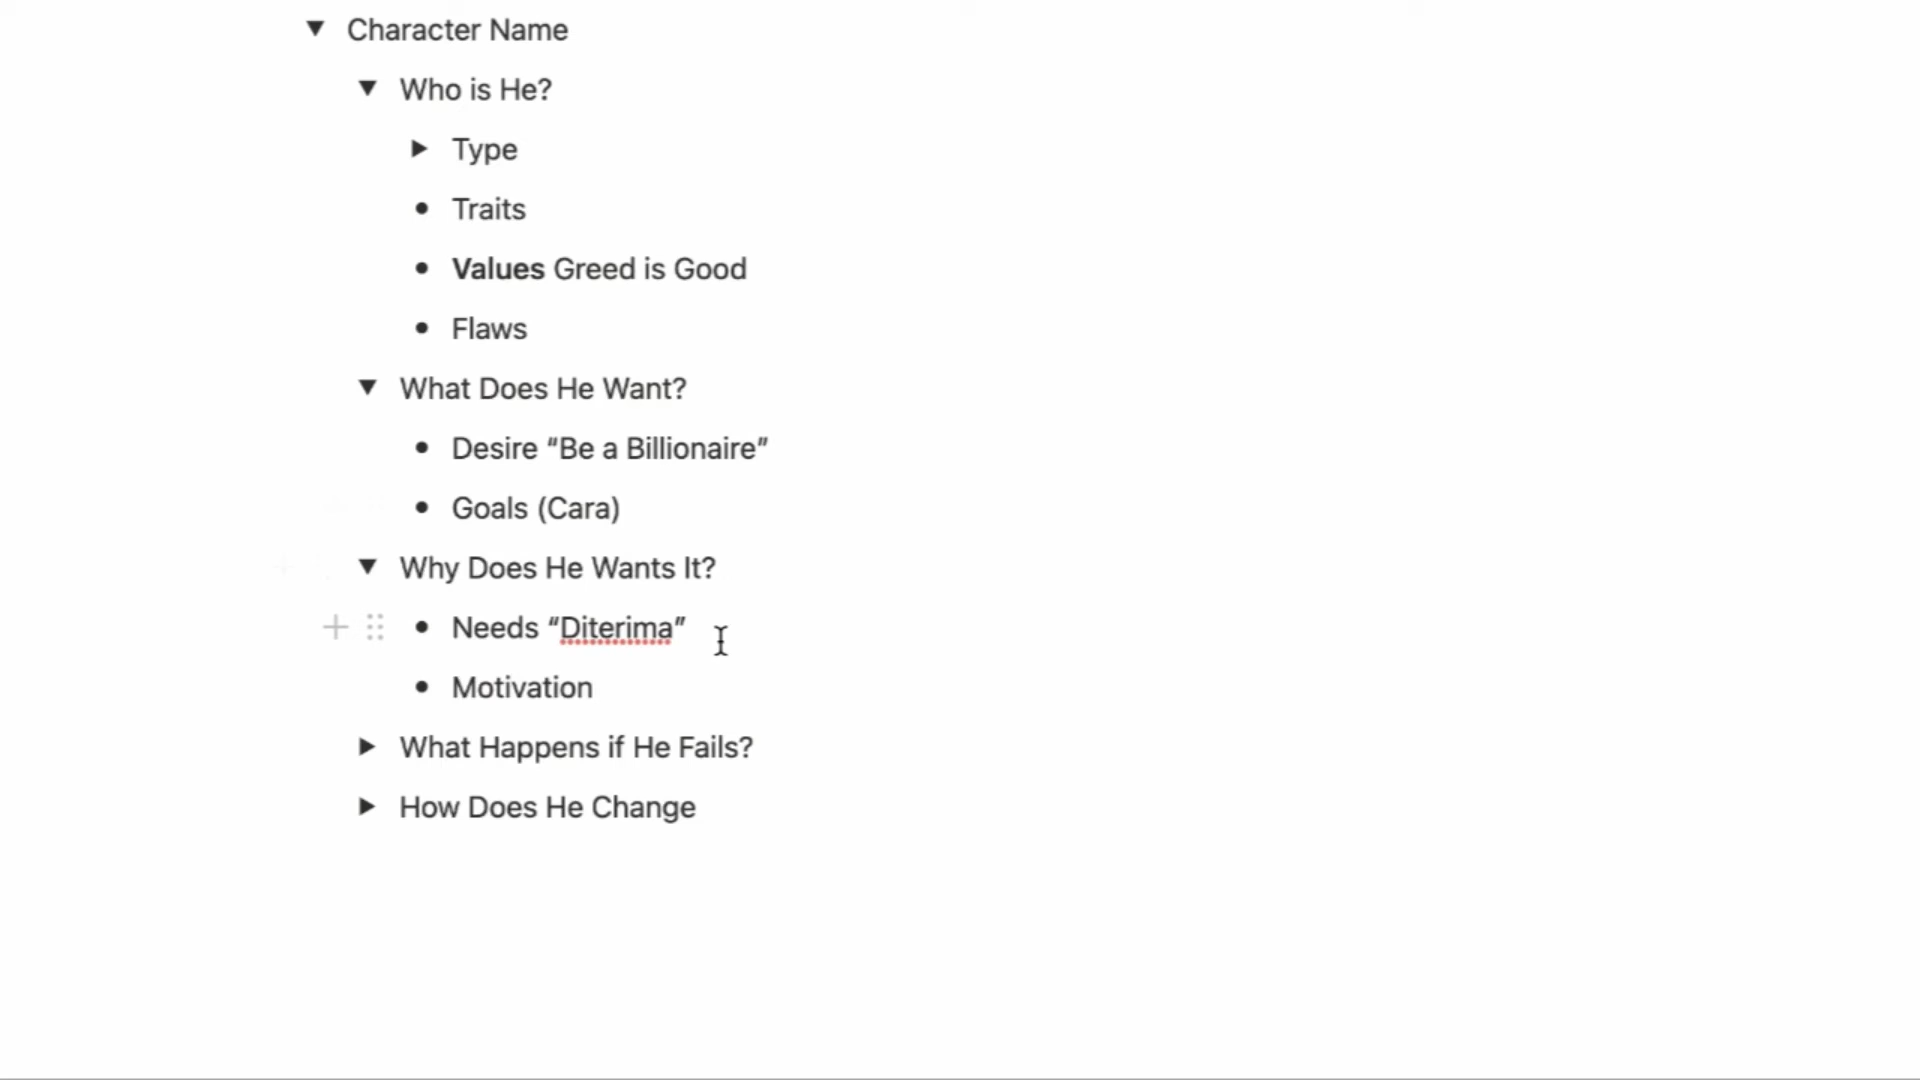 Character Name
Who is He?
Type
Traits
Values Greed is Good
Flaws
What Does He Want?
Desire “Be a Billionaire”
Goals (Cara)
Why Does He Wants It?
Needs “Diterima”
Motivation
What Happens if He Fails?
How Does He Change